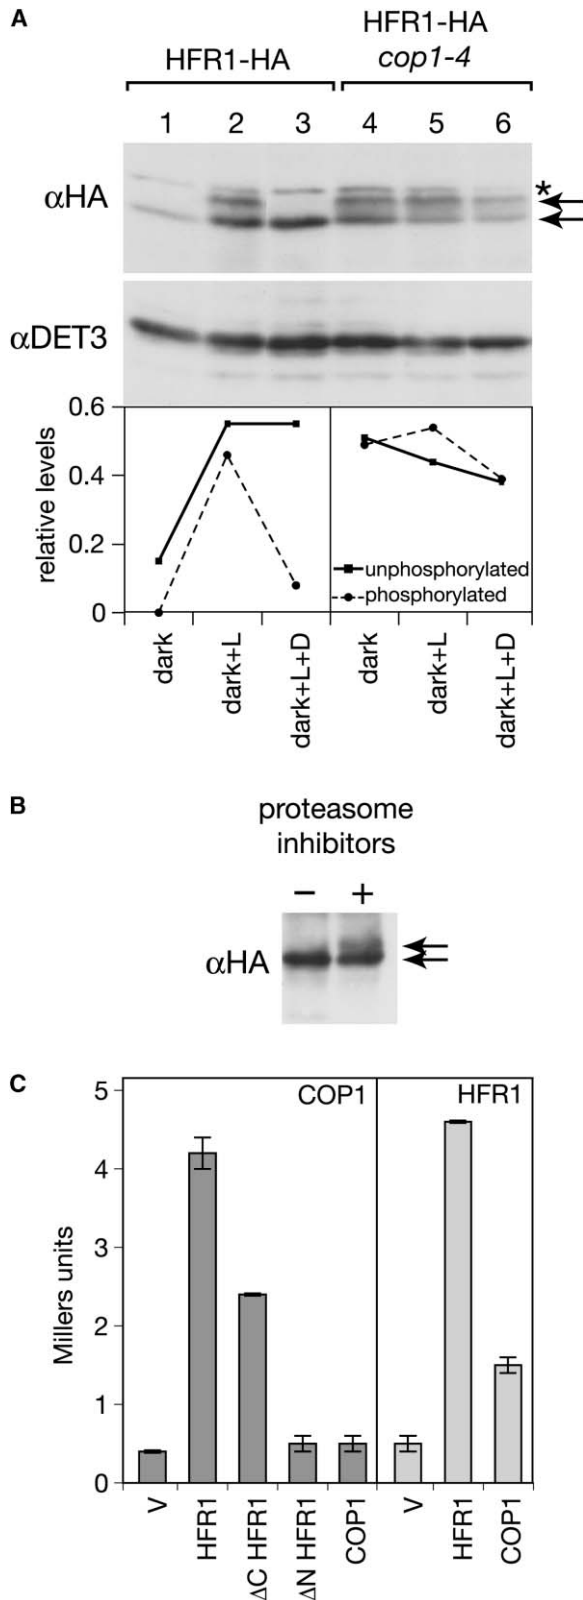 A
HFR1-HA
HFR1-HA
cop1-4
1 2 3 4 5 6
αHA
*
αDET3
relative levels
0.6
0.4
0.2
0
unphosphorylated
phosphorylated
dark
dark+L
dark+L+D
dark
dark+L
dark+L+D
B
proteasome
inhibitors
− +
αHA
C
Millers units
5
4
3
2
1
0
COP1
HFR1
V
HFR1
ΔC HFR1
ΔN HFR1
COP1
V
HFR1
COP1